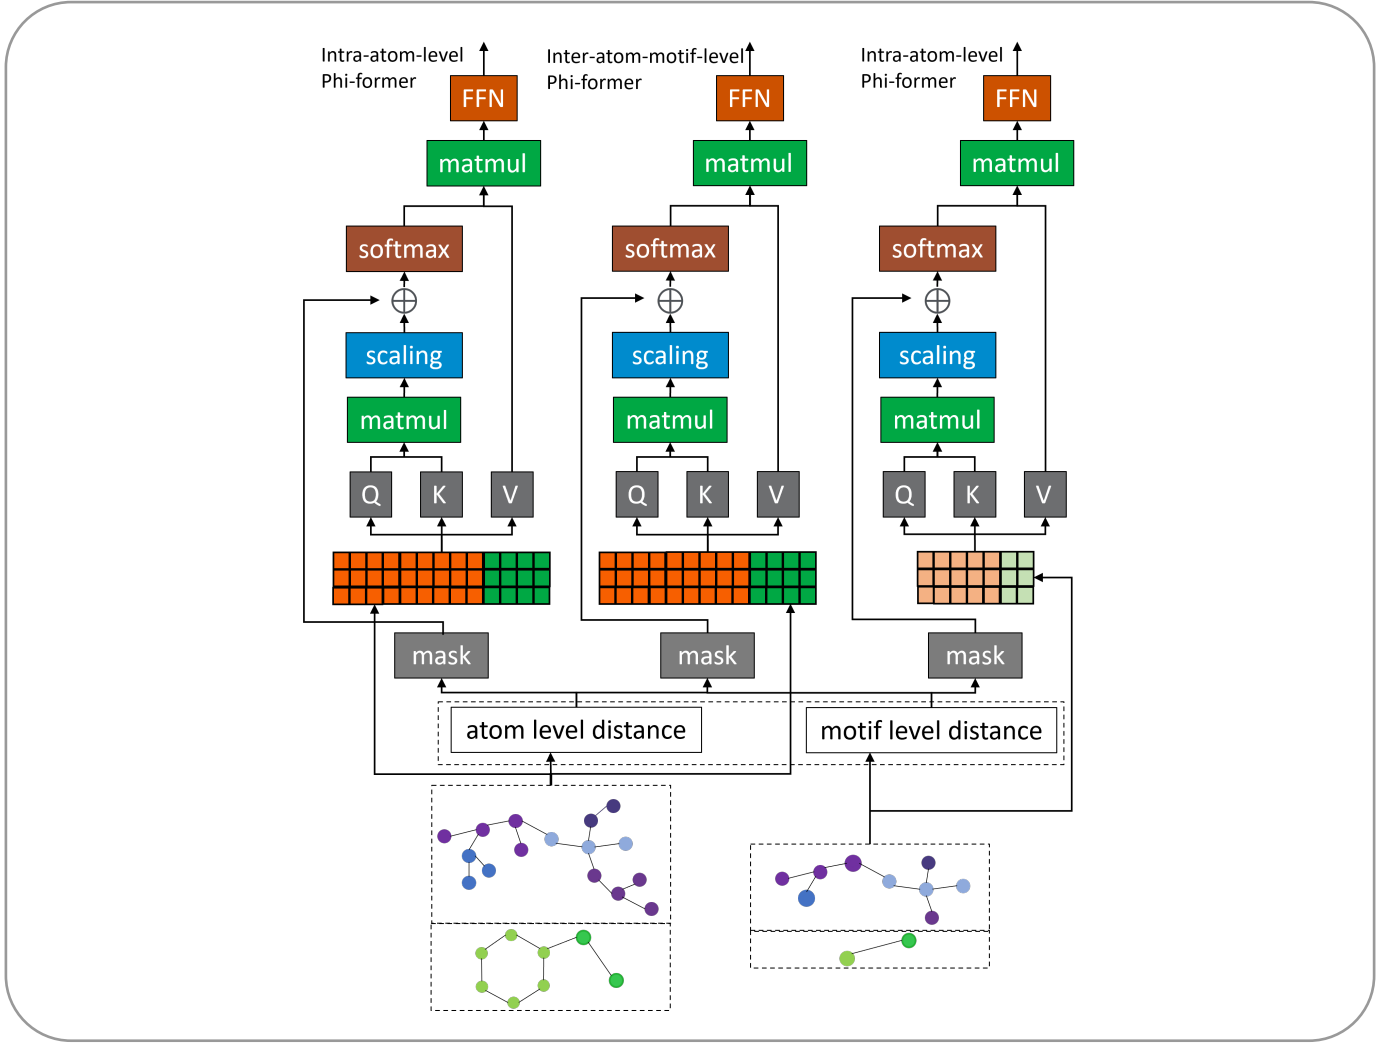 Intra-atom-level
Phi-former
FFN
matmul
softmax
scaling
matmul
Q K V
mask
Inter-atom-motif-level
Phi-former
FFN
matmul
softmax
scaling
matmul
Q K V
mask
Intra-atom-level
Phi-former
FFN
matmul
softmax
scaling
matmul
Q K V
mask
atom level distance
motif level distance